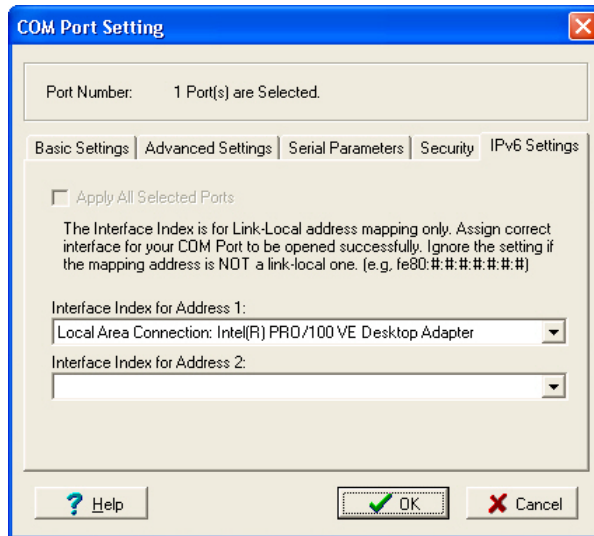 COM Port Setting
Port Number: 1 Port(s) are Selected.
Basic Settings Advanced Settings Serial Parameters Security IPv6 Settings
Apply All Selected Ports
The Interface Index is for Link-Local address mapping only. Assign correct
interface for your COM Port to be opened successfully. Ignore the setting if
the mapping address is NOT a link-local one. (e.g, fe80:#:#:#:#:#:#:#)
Interface Index for Address 1:
Local Area Connection: Intel(R) PRO/100 VE Desktop Adapter
Interface Index for Address 2:
? Help OK Cancel